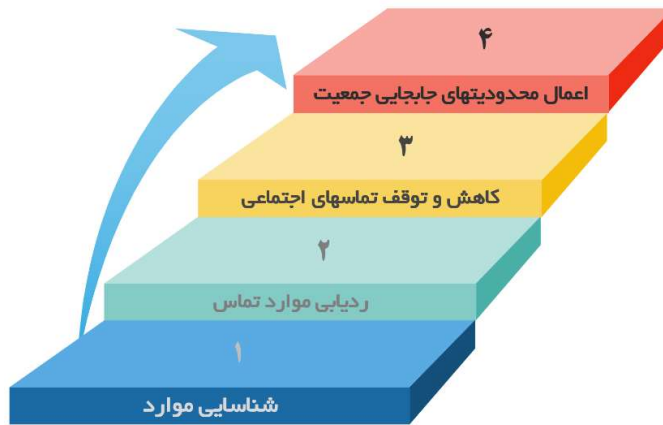 ۴
اعمال محدودیتهای جابجایی جمعیت
۳
کاهش و توقف تماسهای اجتماعی
۲
ردیابی موارد تماس
۱
شناسایی موارد